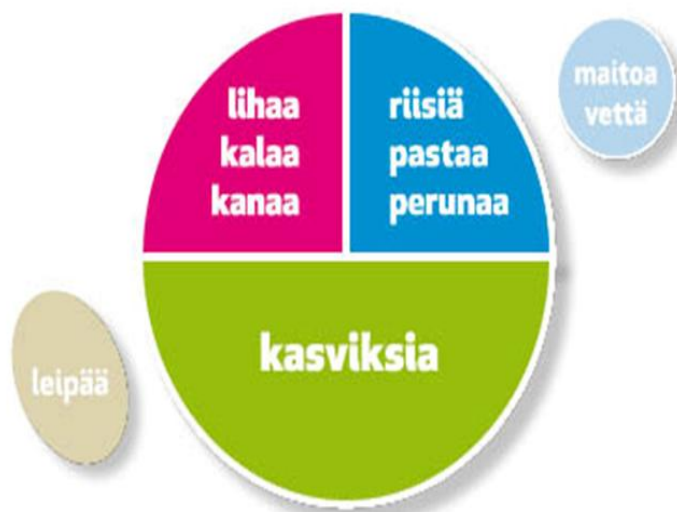 lihaa
kalaa
kanaa
riisiä
pastaa
perunaa
maitoa
vettä
kasviksia
leipää